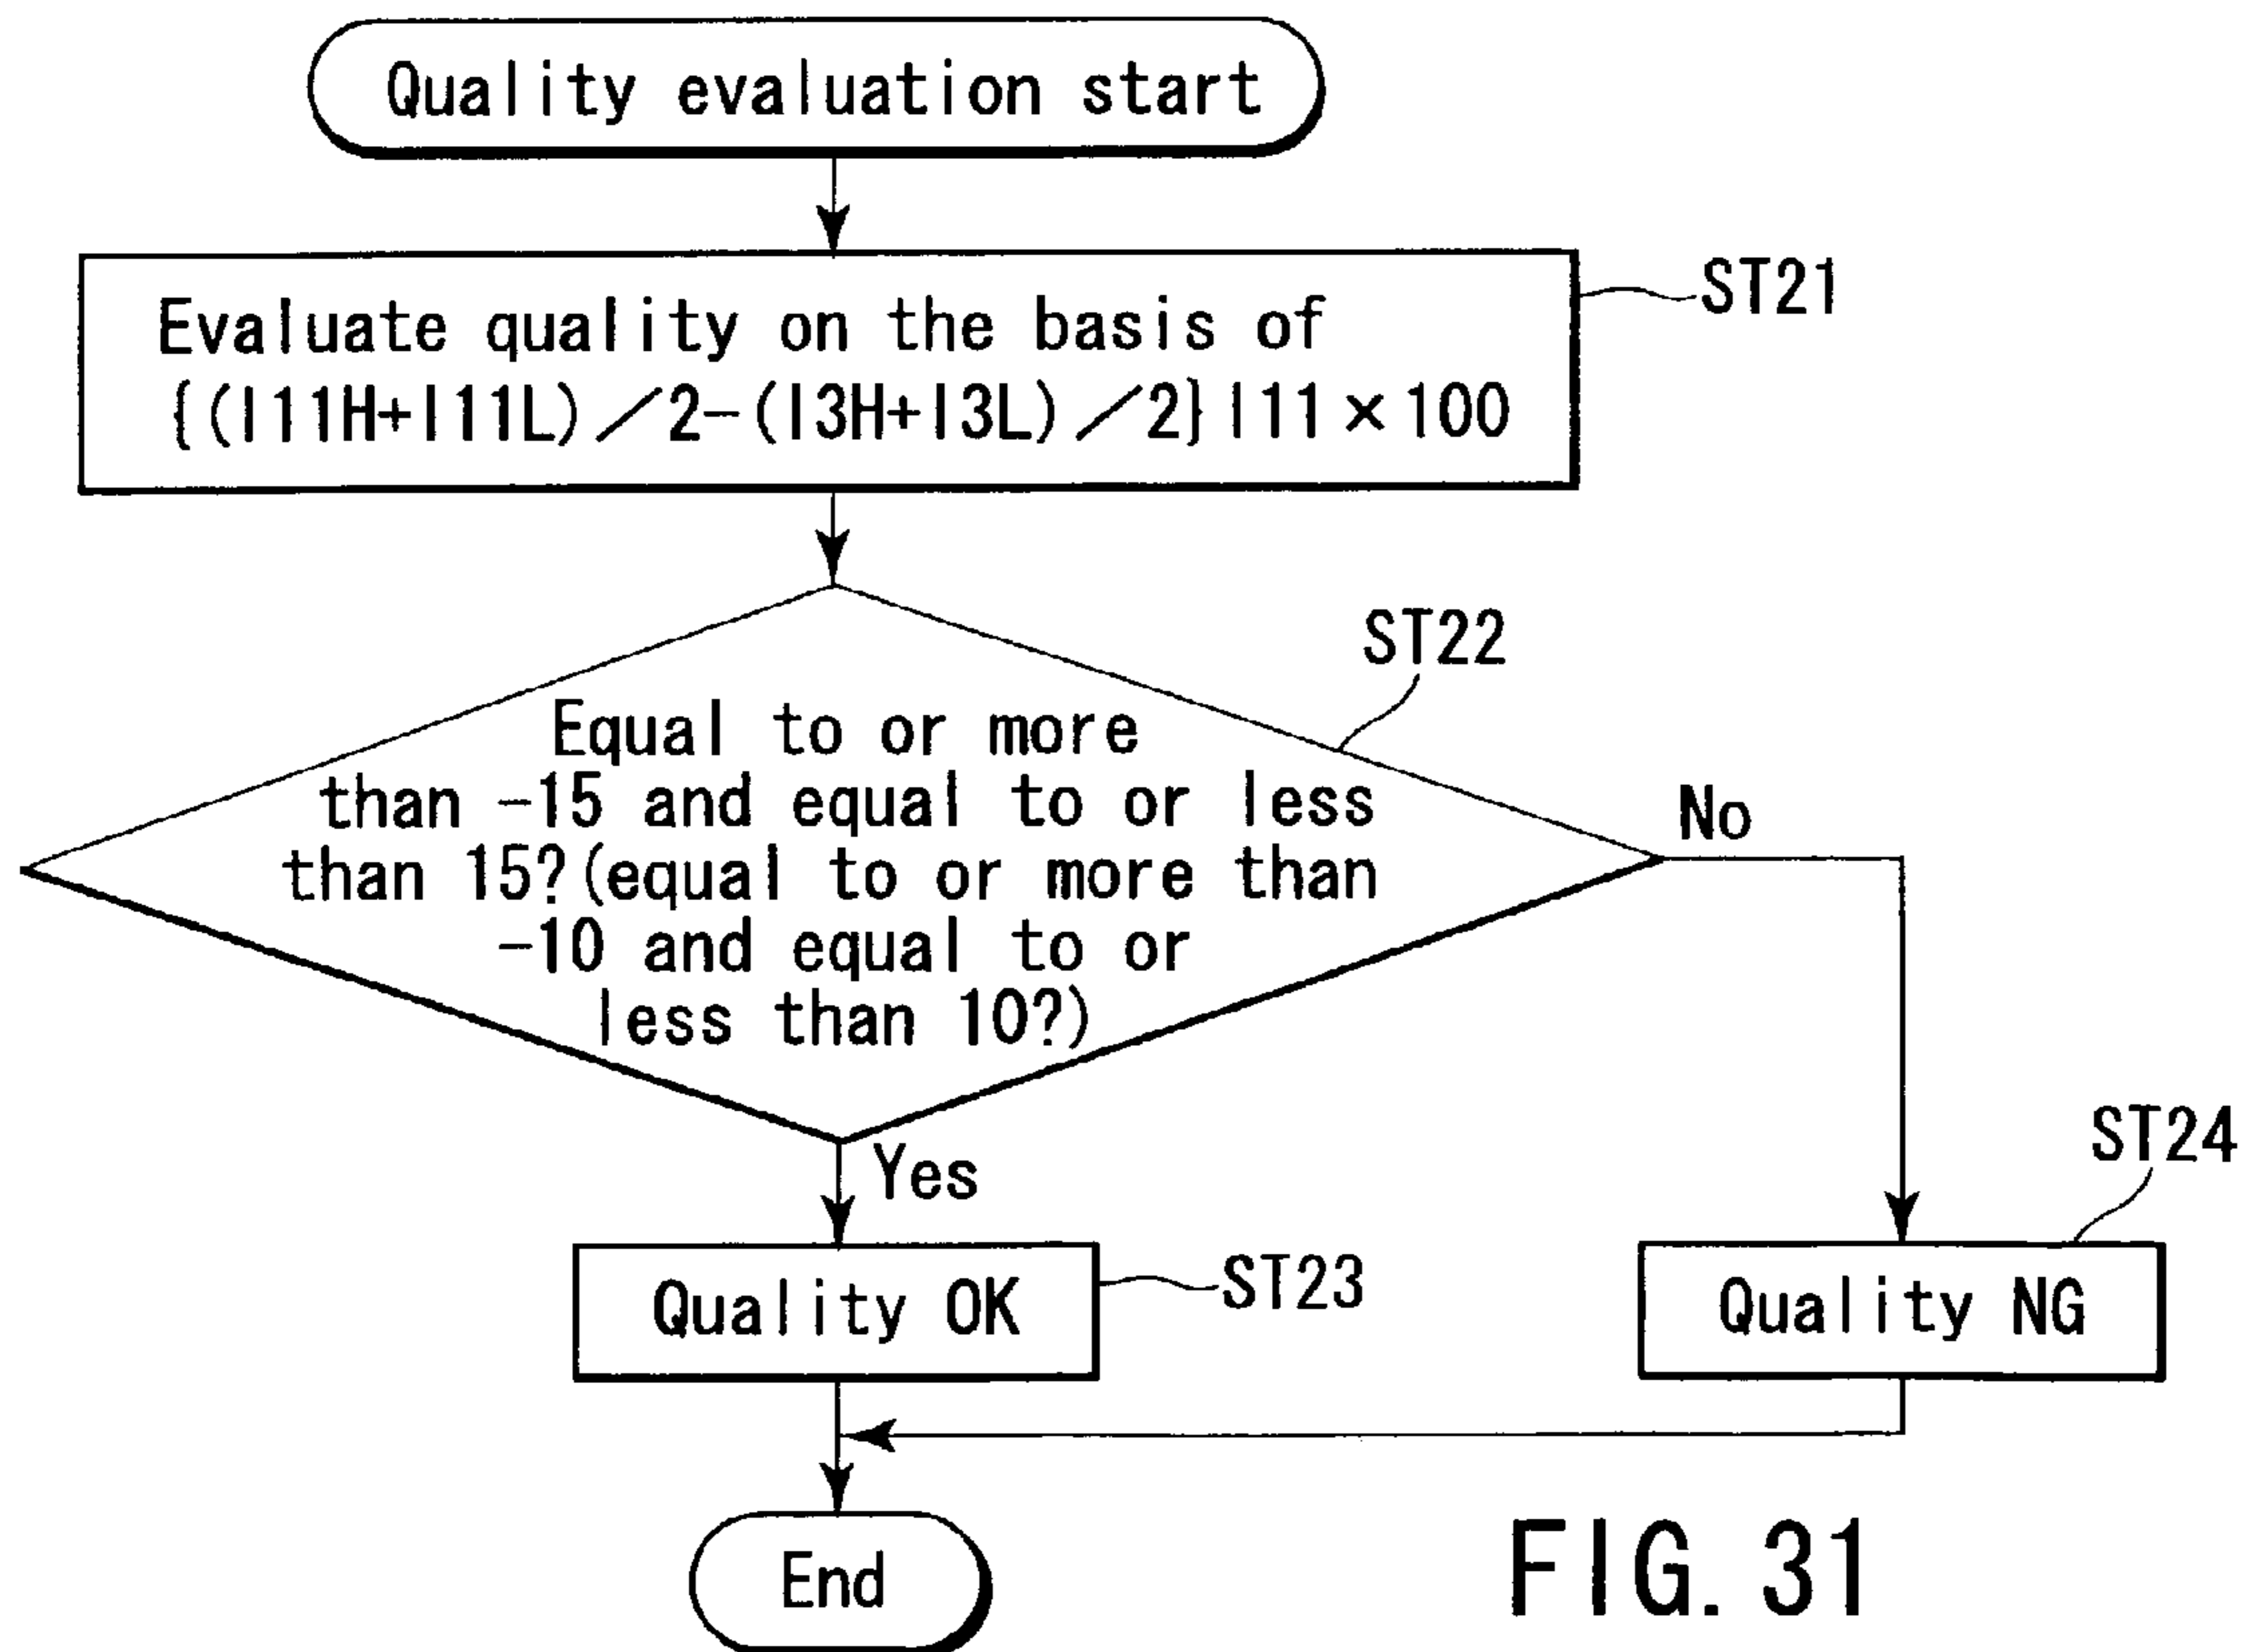 Quality evaluation start
ST21
Evaluate quality on the basis of
{(I11H+I11L)/2-(I3H+I3L)/2}I11×100
ST22
Equal to or more
than -15 and equal to or less
than 15?(equal to or more than
-10 and equal to or
less than 10?)
No
Yes
ST24
Quality OK
ST23
Quality NG
End
FIG. 31